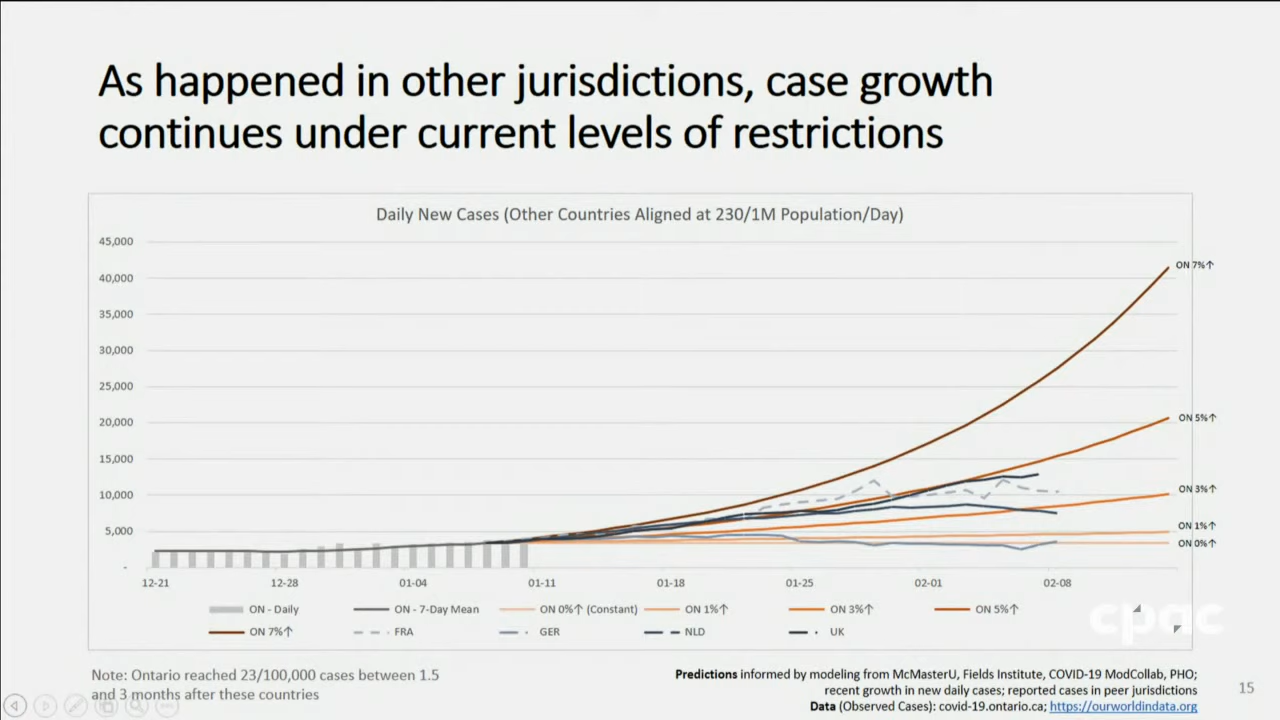 As happened in other jurisdictions, case growth
continues under current levels of restrictions
Daily New Cases (Other Countries Aligned at 230/1M Population/Day)
45,000
40,000
35,000
30,000
25,000
20,000
15,000
10,000
5,000
-
ON 7%↑
ON 5%↑
ON 3%↑
ON 1%↑
ON 0%↑
12-21 12-28 01-04 01-11 01-18 01-25 02-01 02-08
ON - Daily ON - 7-Day Mean ON 0%↑ (Constant) ON 1%↑ ON 3%↑ ON 5%↑
ON 7%↑ FRA GER NLD UK
cpac
Note: Ontario reached 23/100,000 cases between 1.5
and 3 months after these countries
Predictions informed by modeling from McMasterU, Fields Institute, COVID-19 ModCollab, PHO;
recent growth in new daily cases; reported cases in peer jurisdictions
Data (Observed Cases): covid-19.ontario.ca; https://ourworldindata.org
15